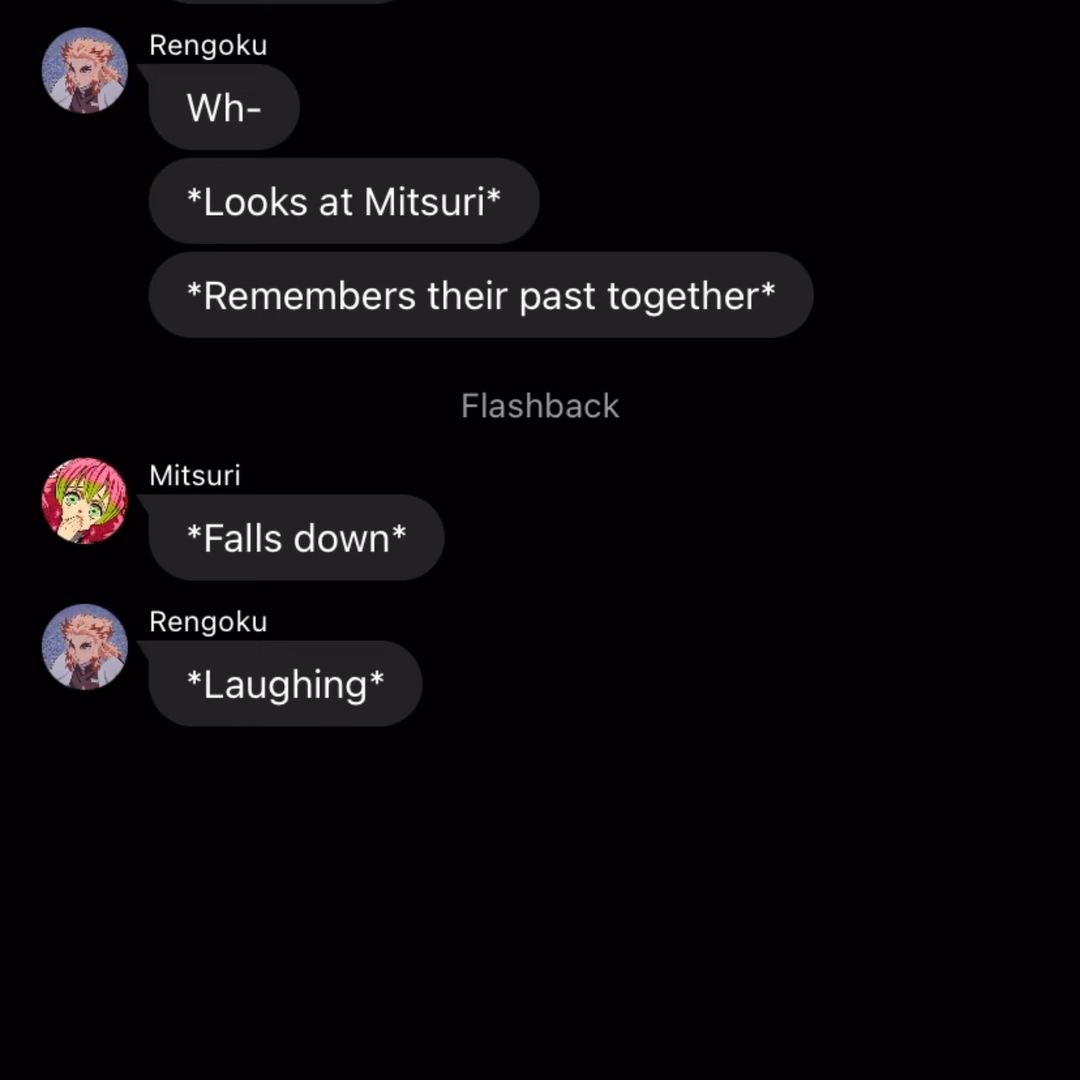 Rengoku
Wh-
*Looks at Mitsuri*
*Remembers their past together*
Flashback
Mitsuri
*Falls down*
Rengoku
*Laughing*